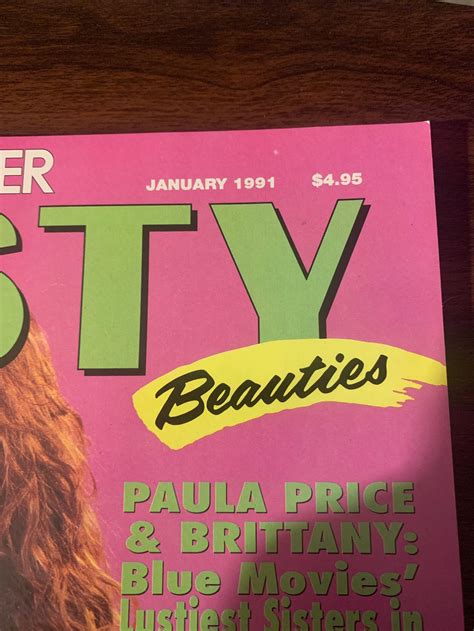 ER
JANUARY 1991 $4.95
STY
Beauties
PAULA PRICE
& BRITTANY:
Blue Movies'
Lustiest Sisters in